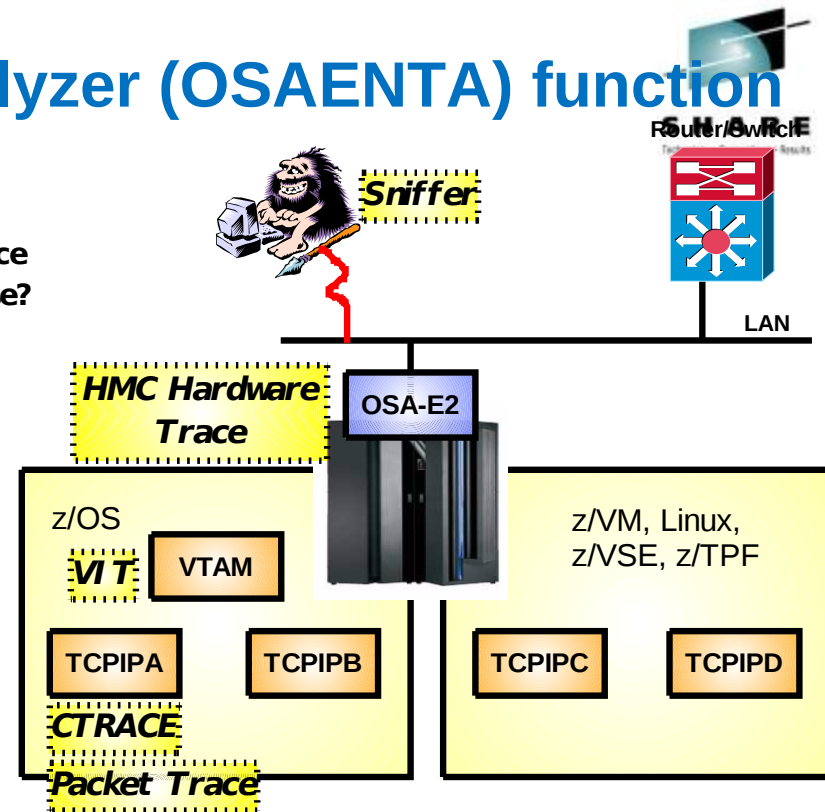 lyzer (OSAENTA) function
S H A R E
Router/Switch
Sniffer
ce
e?
LAN
HMC Hardware
Trace
OSA-E2
z/OS
z/VM, Linux,
z/VSE, z/TPF
VIT
VTAM
TCPIPA
TCPIPB
TCPIPC
TCPIPD
CTRACE
Packet Trace